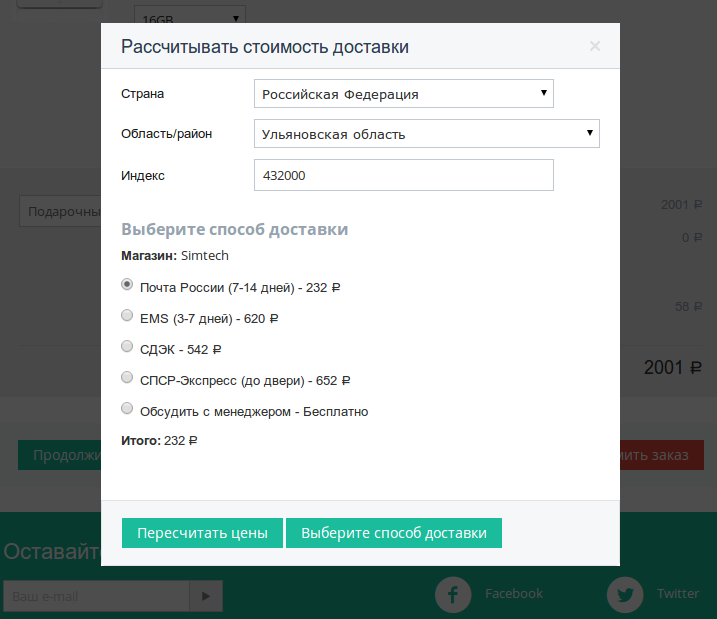 16GB
Рассчитывать стоимость доставки
×
Страна
Российская Федерация
Область/район
Ульяновская область
Индекс
432000
Подарочны
2001 ₽
0 ₽
58 ₽
2001 ₽
Выберите способ доставки
Магазин: Simtech
Почта России (7-14 дней) - 232 ₽
EMS (3-7 дней) - 620 ₽
СДЭК - 542 ₽
СПСР-Экспресс (до двери) - 652 ₽
Обсудить с менеджером - Бесплатно
Итого: 232 ₽
Продолжи
мить заказ
Пересчитать цены
Выберите способ доставки
Оставайте
Ваш e-mail
Facebook
Twitter